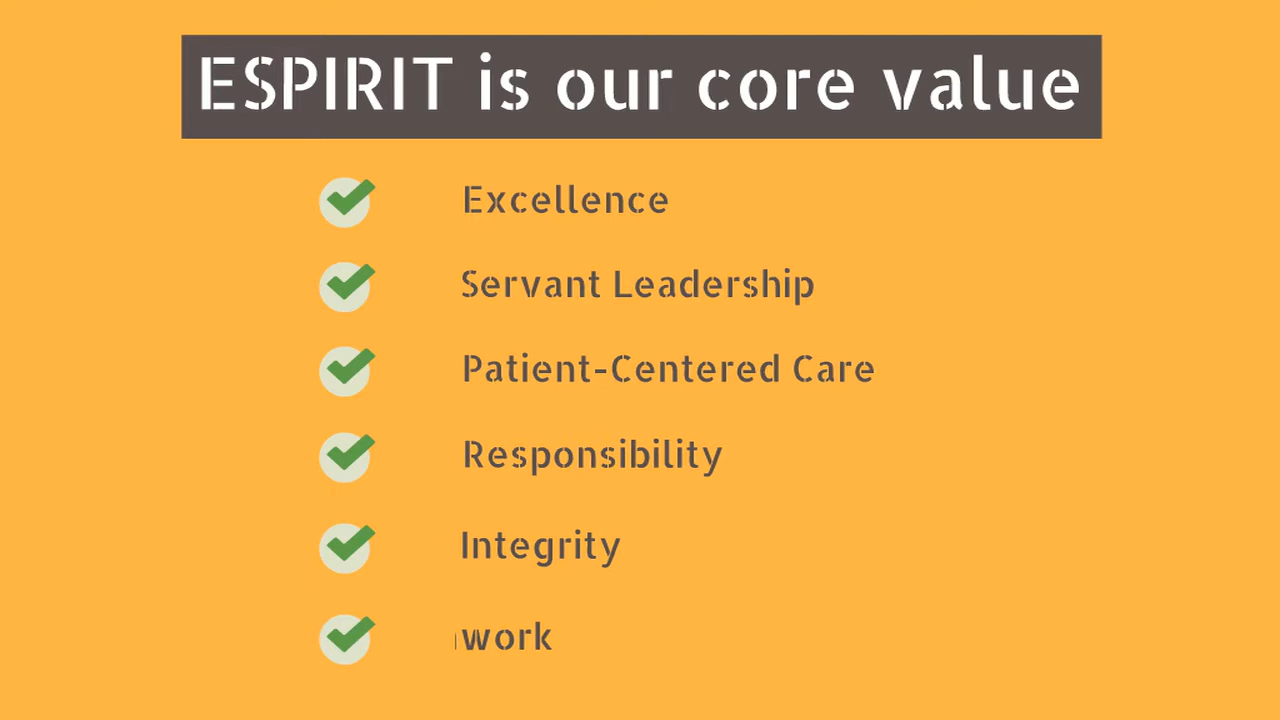 ESPIRIT is our core value
Excellence
Servant Leadership
Patient-Centered Care
Responsibility
Integrity
work